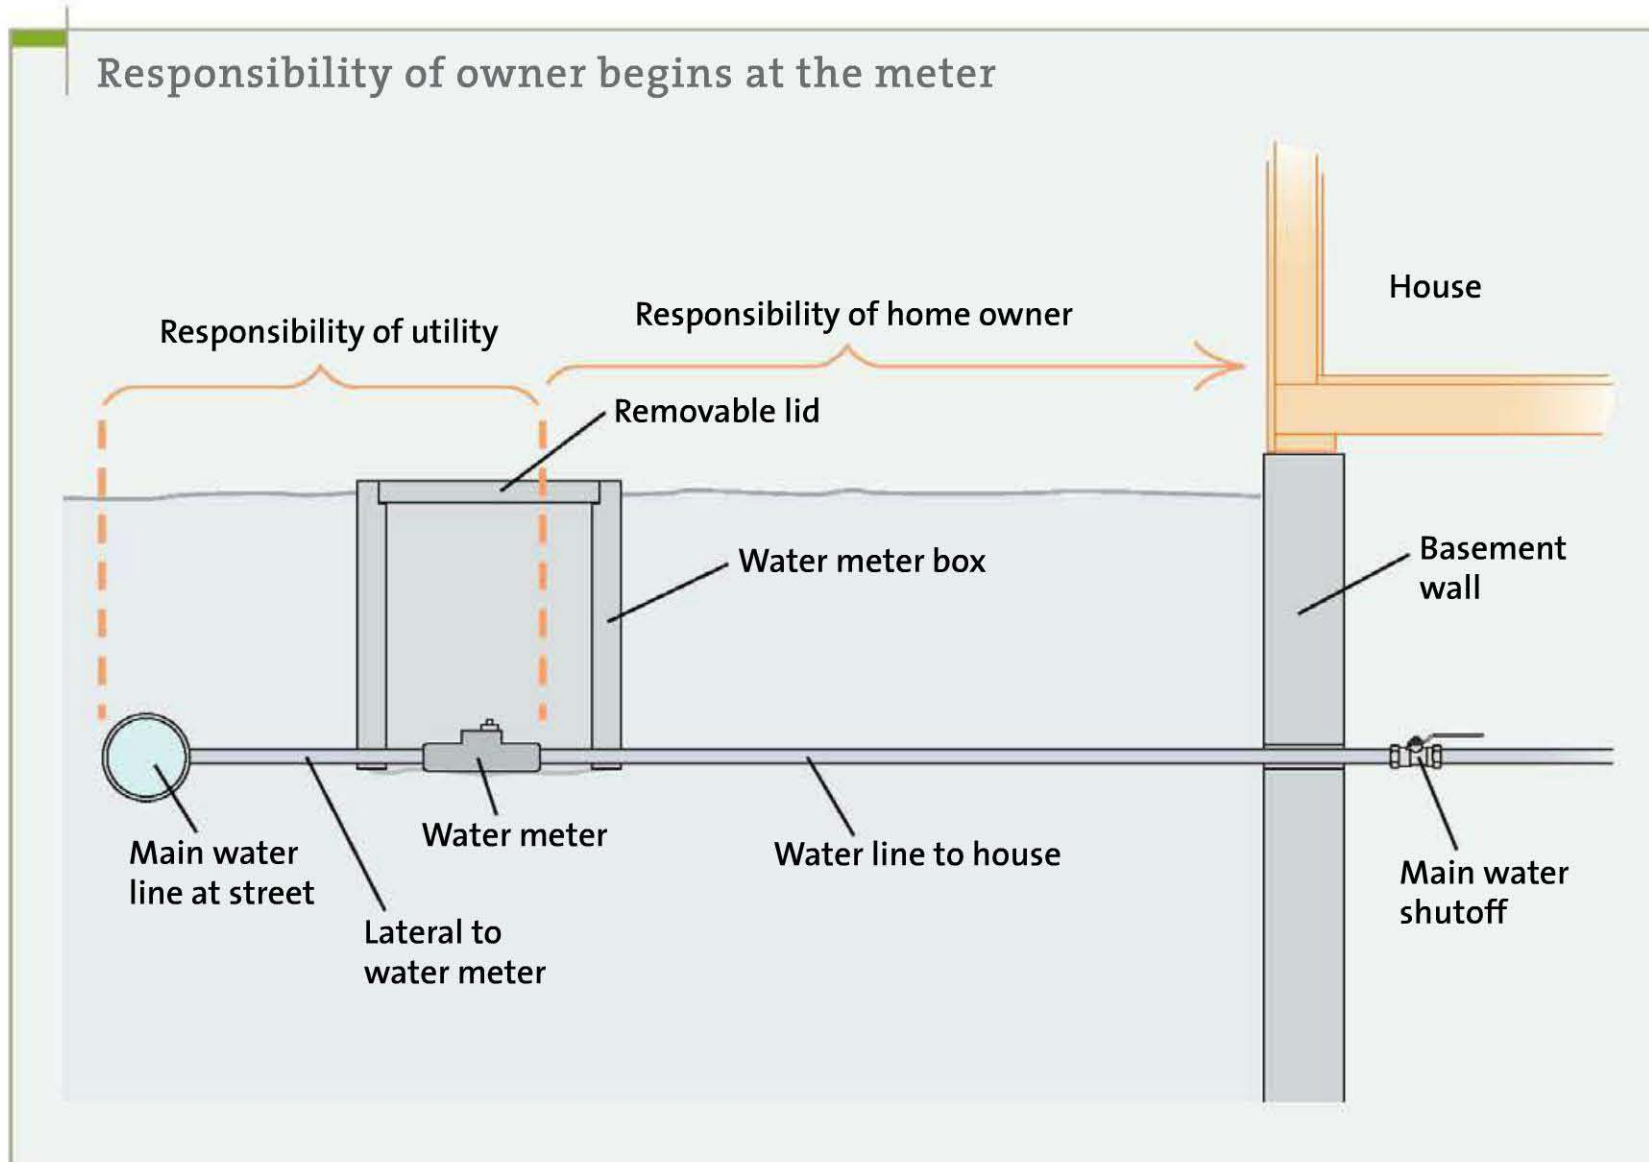 Responsibility of owner begins at the meter
House
Responsibility of home owner
Responsibility of utility
Removable lid
Water meter box
Basement
wall
Water meter
Main water
line at street
Water line to house
Main water
shutoff
Lateral to
water meter